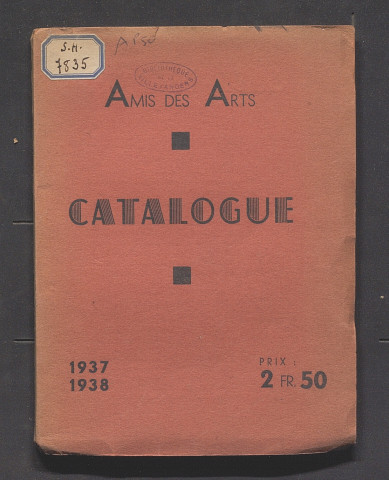 S.H.
7835
AMIS DES ARTS
CATALOGUE
1937
1938
PRIX :
2 FR. 50